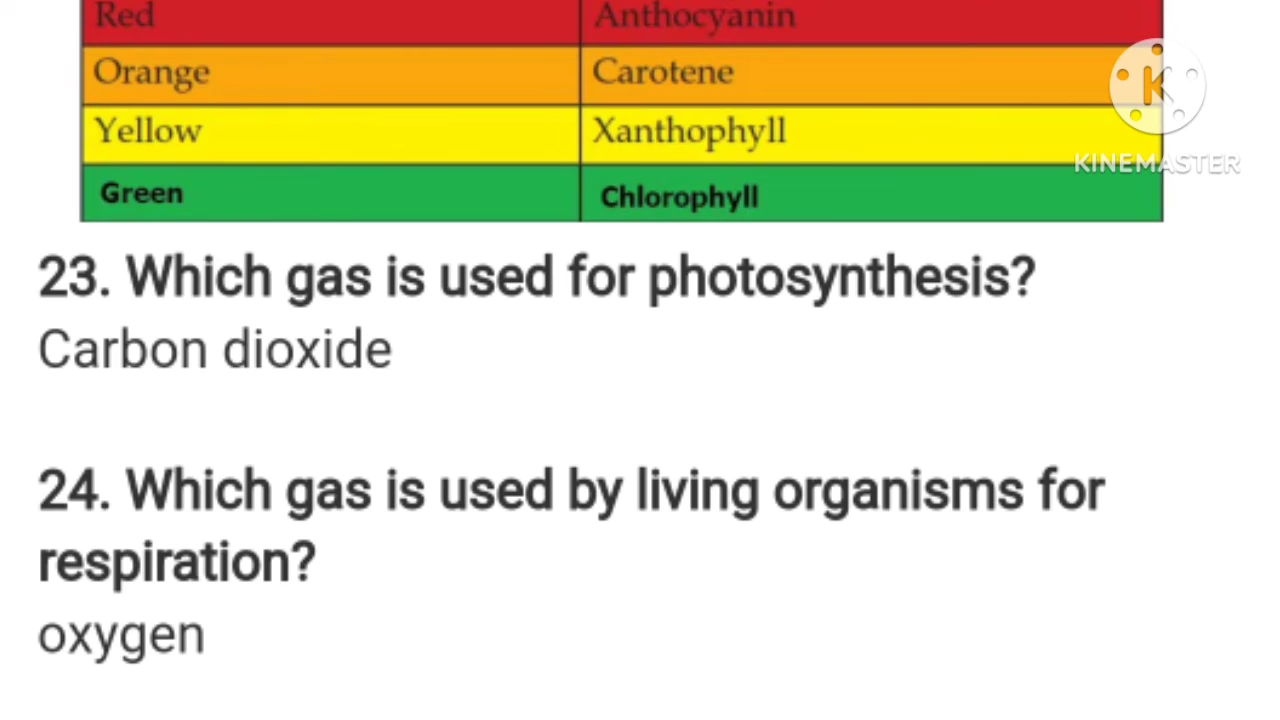 Red Anthocyanin
Orange Carotene
Yellow Xanthophyll
Green Chlorophyll
K
KINEMASTER
23. Which gas is used for photosynthesis?
Carbon dioxide
24. Which gas is used by living organisms for
respiration?
oxygen